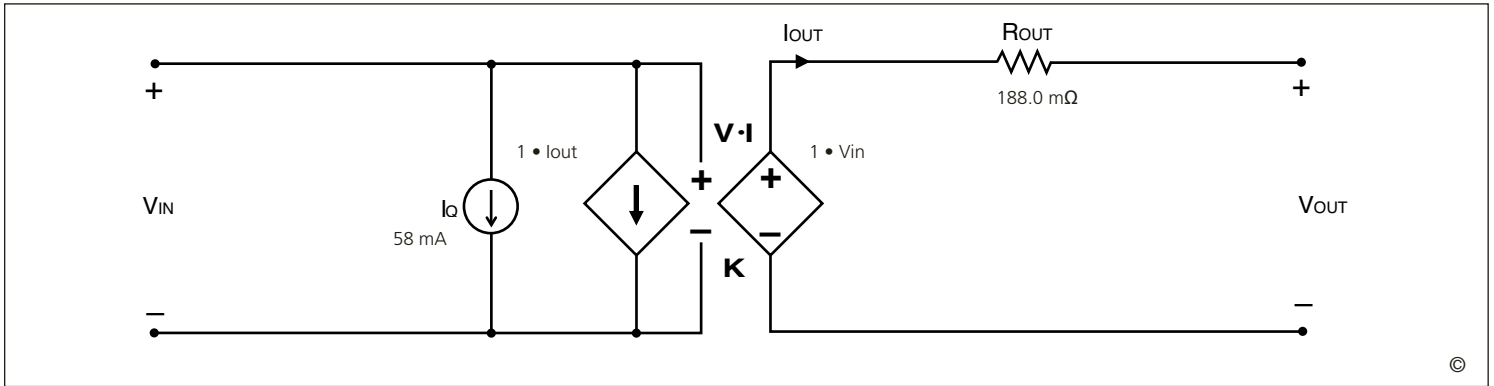 IOUT
ROUT
188.0 mΩ
+
+
V•I
1 • Iout
1 • Vin
+
+
VIN
IQ
58 mA
VOUT
–
–
K
–
–
©